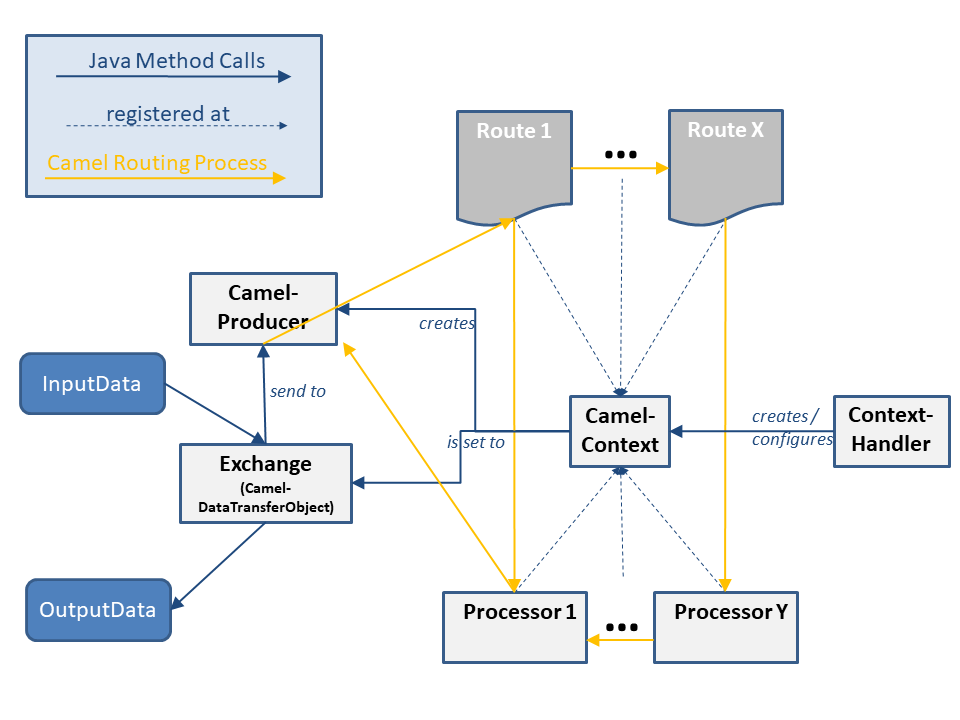 Java Method Calls
registered at
Camel Routing Process
Route 1
...
Route X
Camel-
Producer
creates
InputData
send to
Camel-
Context
creates /
configures
Context-
Handler
is set to
Exchange
(Camel-
DataTransferObject)
OutputData
Processor 1
...
Processor Y